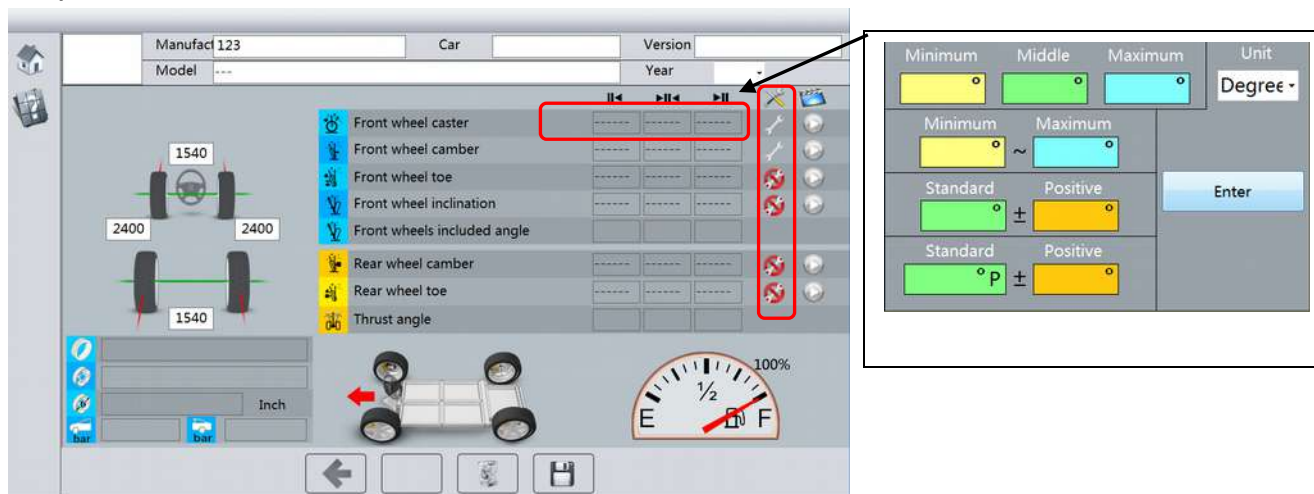 Manufact 123 Car Version
Model --- Year
Front wheel caster ------ ------ ------
Front wheel camber ------ ------ ------
Front wheel toe ------ ------ ------
Front wheel inclination ------ ------ ------
Front wheels included angle
Rear wheel camber ------ ------ ------
Rear wheel toe ------ ------ ------
Thrust angle
1540
2400 2400
1540
Inch
bar bar
E 1/2 F 100%
Minimum Middle Maximum Unit
° ° ° Degree
Minimum Maximum
° ~ °
Standard Positive
° ± °
Enter
Standard Positive
°P ± °